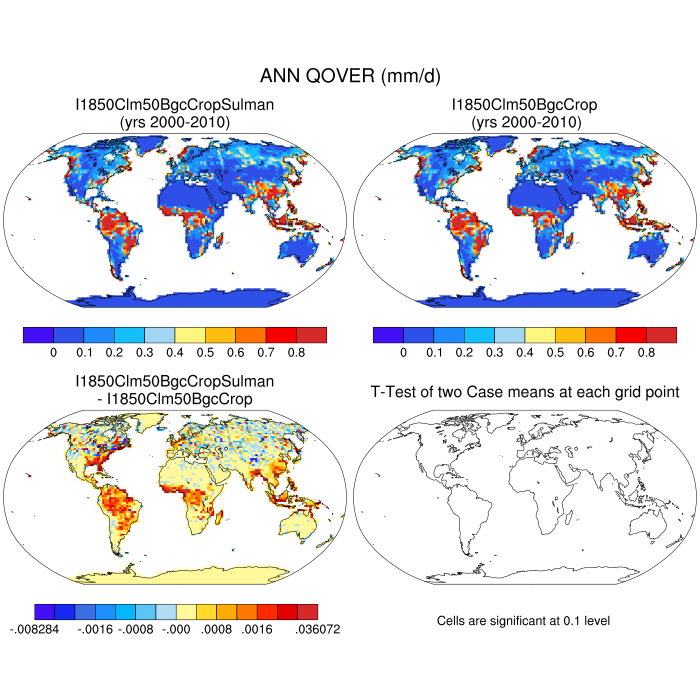 ANN QOVER (mm/d)
I1850Clm50BgcCropSulman
(yrs 2000-2010)
I1850Clm50BgcCrop
(yrs 2000-2010)
0 0.1 0.2 0.3 0.4 0.5 0.6 0.7 0.8
0 0.1 0.2 0.3 0.4 0.5 0.6 0.7 0.8
I1850Clm50BgcCropSulman
- I1850Clm50BgcCrop
T-Test of two Case means at each grid point
-.008284 -.0016 -.0008 -.000 .0008 .0016 .036072
Cells are significant at 0.1 level